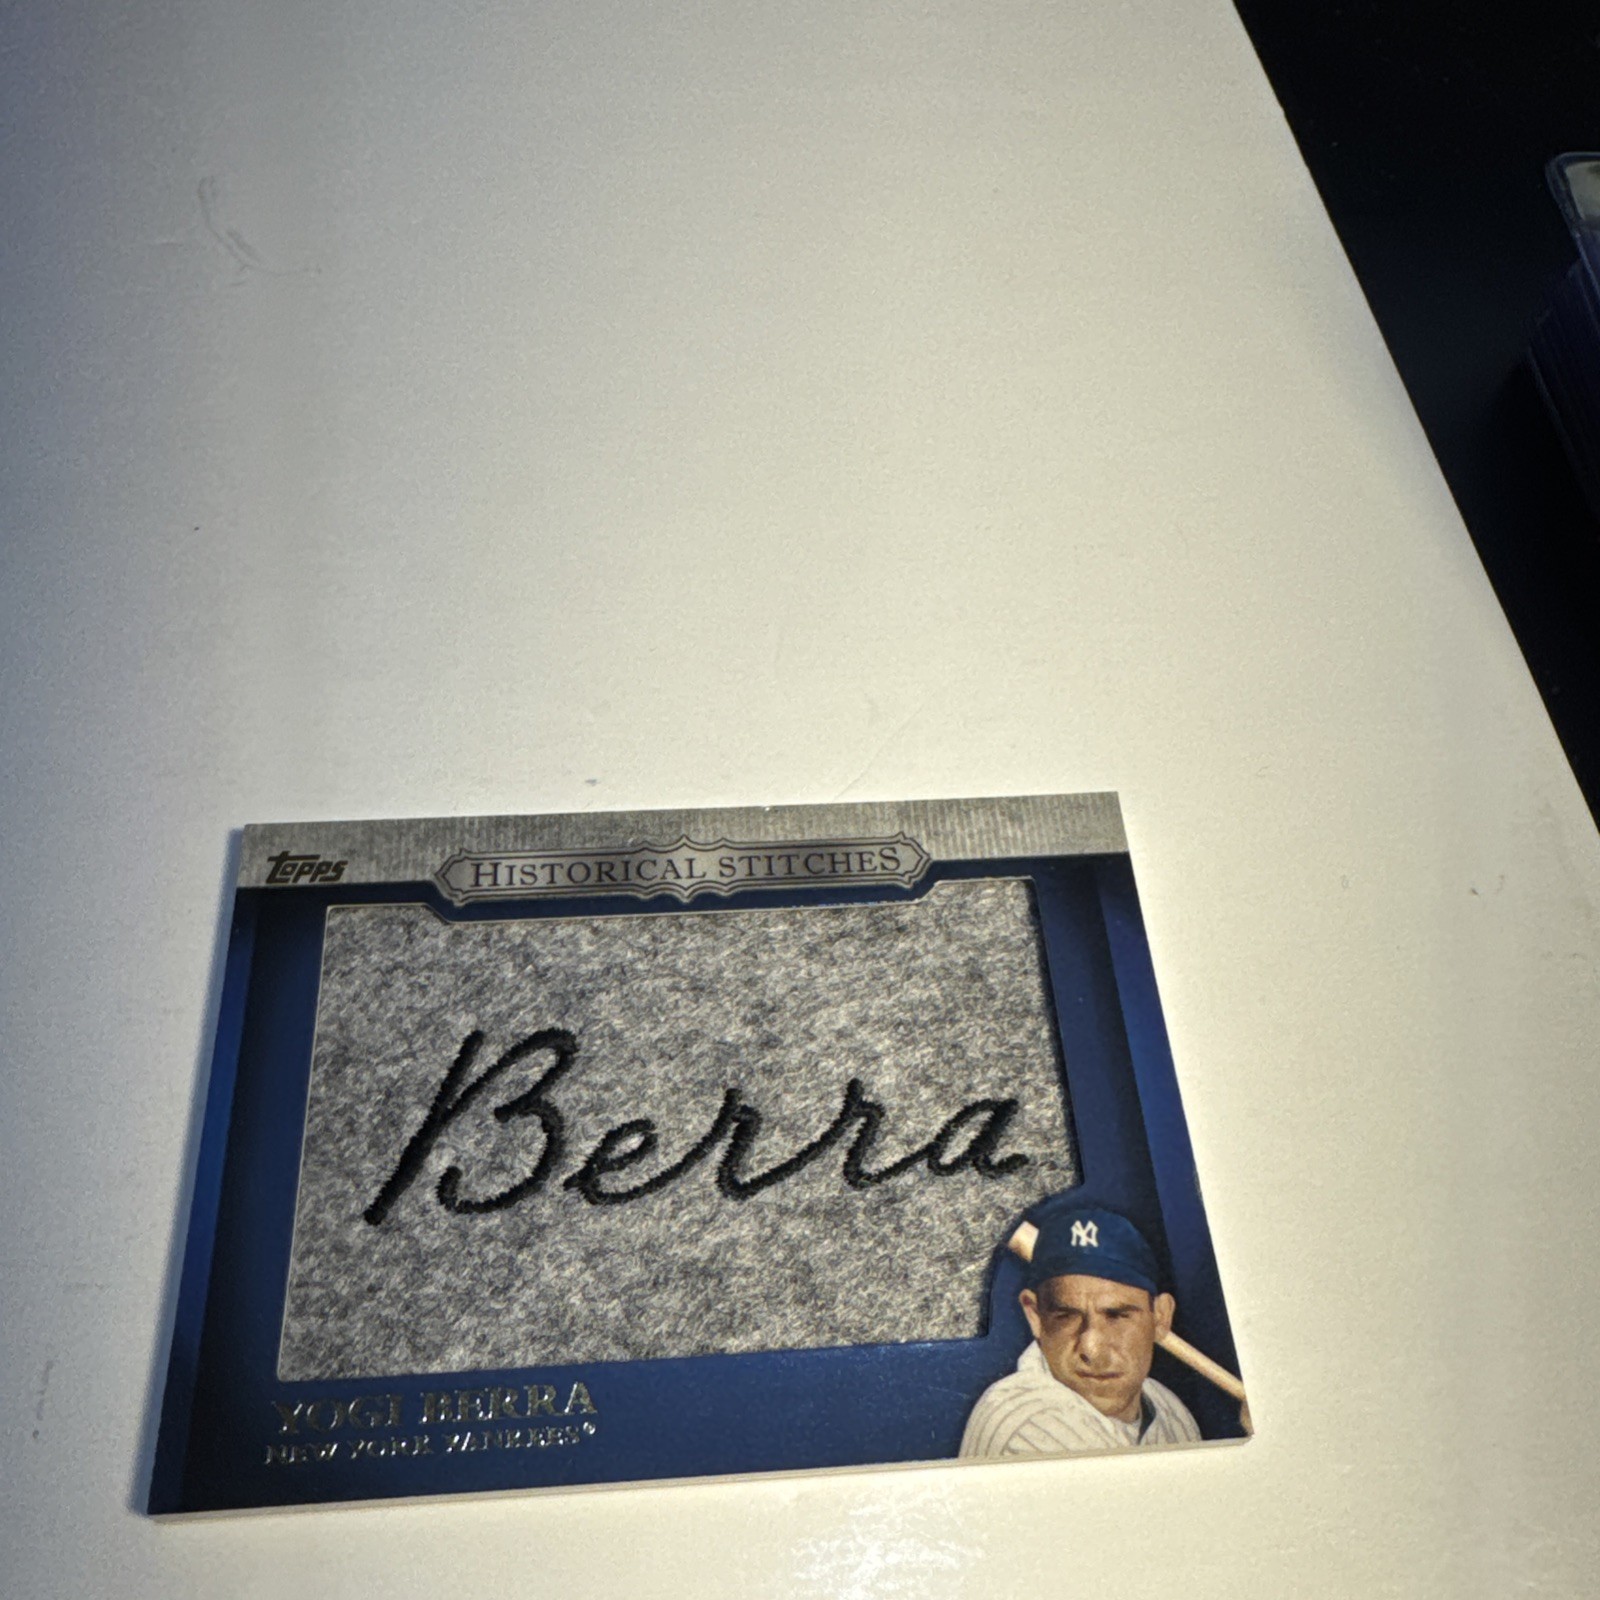 Topps
HISTORICAL STITCHES
Berra
NY
YOGI BERRA
NEW YORK YANKEES®